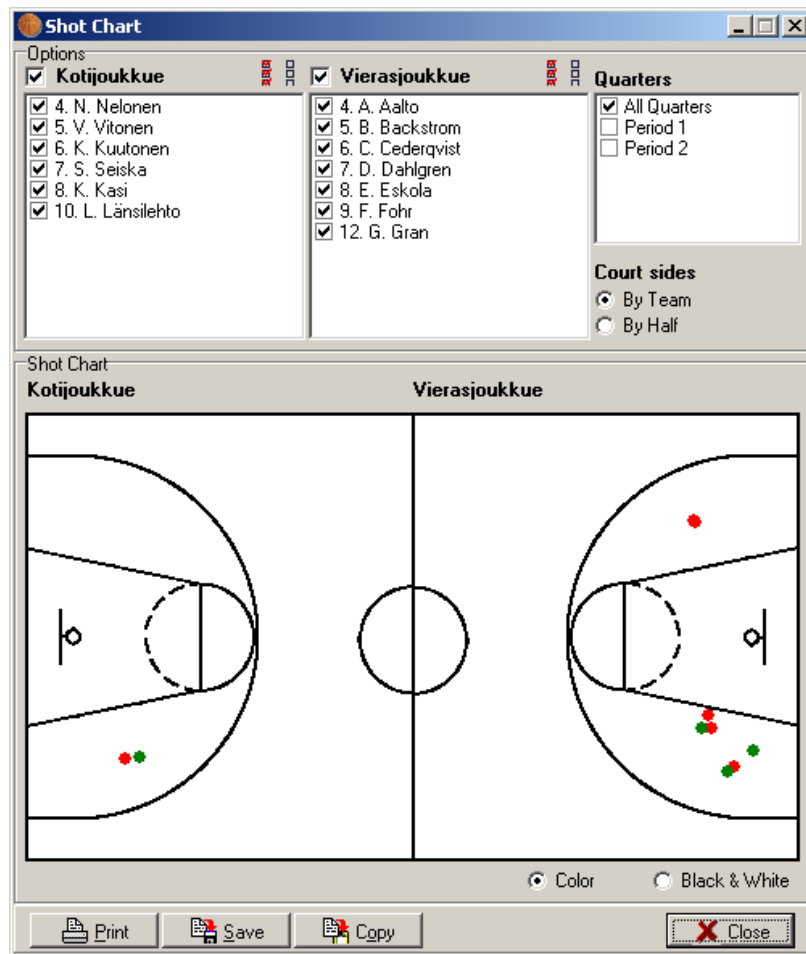 Shot Chart
Options
Kotijoukkue
4. N. Nelonen
5. V. Vitonen
6. K. Kuutonen
7. S. Seiska
8. K. Kasi
10. L. Länsilehto
Vierasjoukkue
4. A. Aalto
5. B. Backstrom
6. C. Cederqvist
7. D. Dahlgren
8. E. Eskola
9. F. Fohr
12. G. Gran
Quarters
All Quarters
Period 1
Period 2
Court sides
By Team
By Half
Shot Chart
Kotijoukkue
Vierasjoukkue
Color
Black & White
Print
Save
Copy
Close